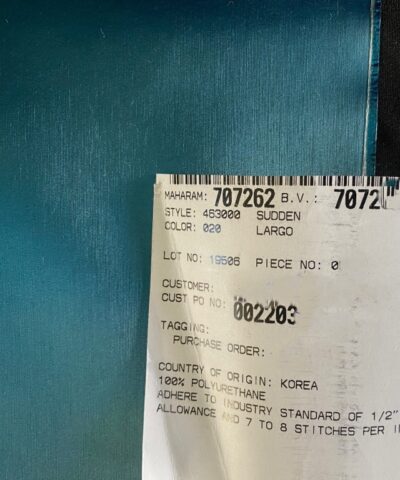 MAHARAM: 707262 B.V.: 7072
STYLE: 463000 SUDDEN
COLOR: 020 LARGO
LOT NO: 19506 PIECE NO: 0
CUSTOMER:
CUST PO NO: 002203
TAGGING:
PURCHASE ORDER:
COUNTRY OF ORIGIN: KOREA
100% POLYURETHANE
ADHERE TO INDUSTRY STANDARD OF 1/2"
ALLOWANCE AND 7 TO 8 STITCHES PER